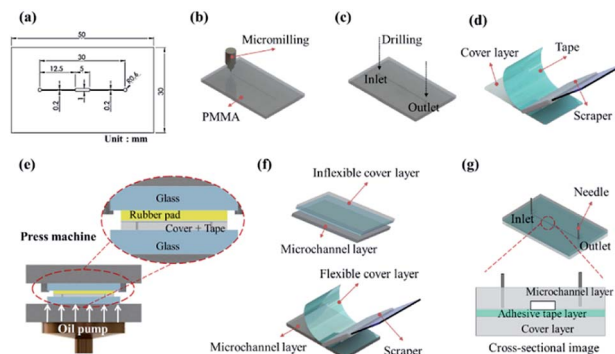 (a)
50
30
12.5
5
R0.6
0.2
1
0.2
30
Unit : mm
(b)
Micromilling
PMMA
(c)
Drilling
Inlet
Outlet
(d)
Cover layer
Tape
Scraper
(e)
Glass
Rubber pad
Cover + Tape
Glass
Press machine
Oil pump
(f)
Inflexible cover layer
Microchannel layer
Flexible cover layer
Microchannel layer
Scraper
(g)
Needle
Inlet
Outlet
Microchannel layer
Adhesive tape layer
Cover layer
Cross-sectional image